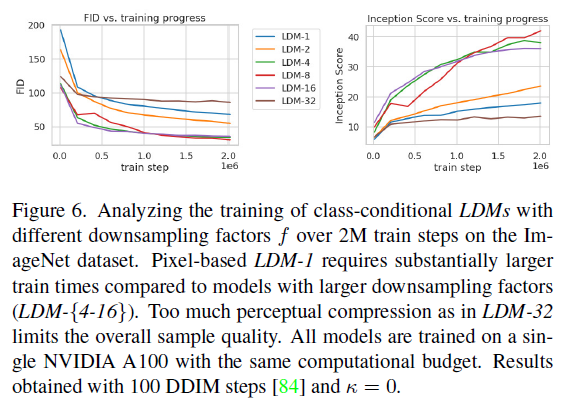 FID vs. training progress
200
150
100
50
FID
0.0 0.5 1.0 1.5 2.0
1e6
train step
LDM-1
LDM-2
LDM-4
LDM-8
LDM-16
LDM-32
Inception Score vs. training progress
40
30
20
10
Inception Score
0.0 0.5 1.0 1.5 2.0
1e6
train step
Figure 6. Analyzing the training of class-conditional LDMs with
different downsampling factors f over 2M train steps on the Im-
ageNet dataset. Pixel-based LDM-1 requires substantially larger
train times compared to models with larger downsampling factors
(LDM-{4-16}). Too much perceptual compression as in LDM-32
limits the overall sample quality. All models are trained on a sin-
gle NVIDIA A100 with the same computational budget. Results
obtained with 100 DDIM steps [84] and κ = 0.